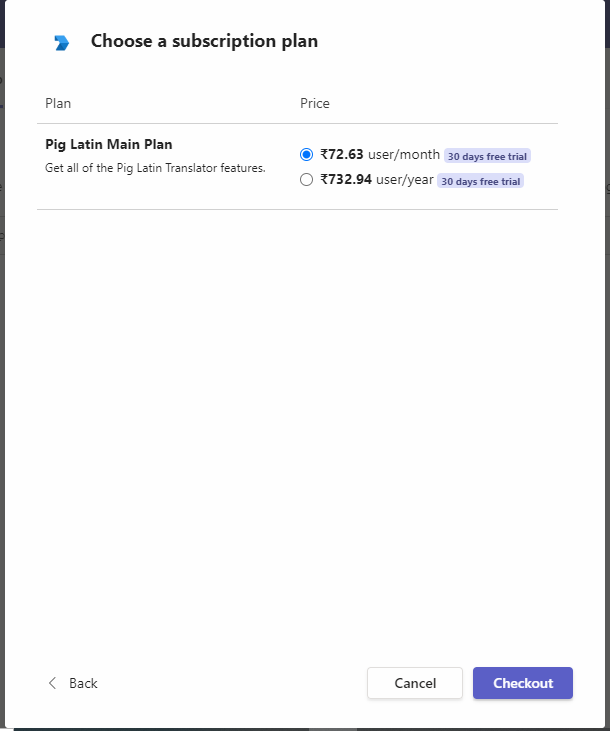 Choose a subscription plan
Plan Price
Pig Latin Main Plan
Get all of the Pig Latin Translator features.
₹72.63 user/month 30 days free trial
₹732.94 user/year 30 days free trial
Back Cancel Checkout